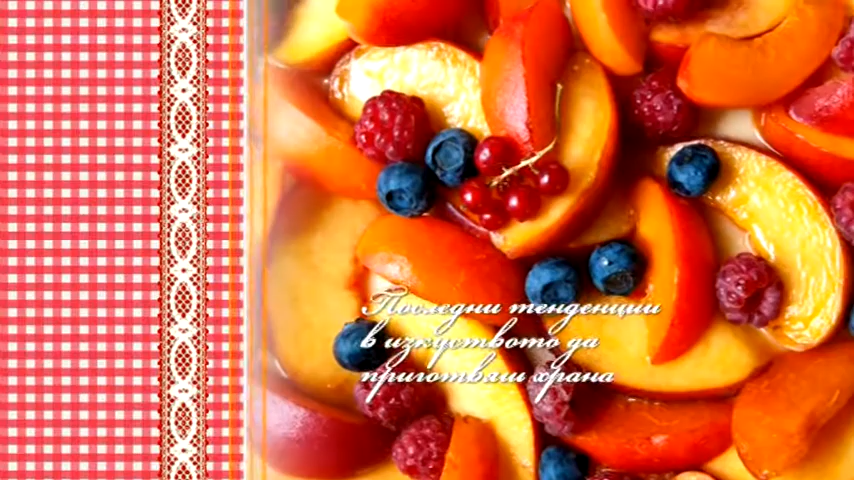 Последни тенденции
в изкуството да
приготвяш храна